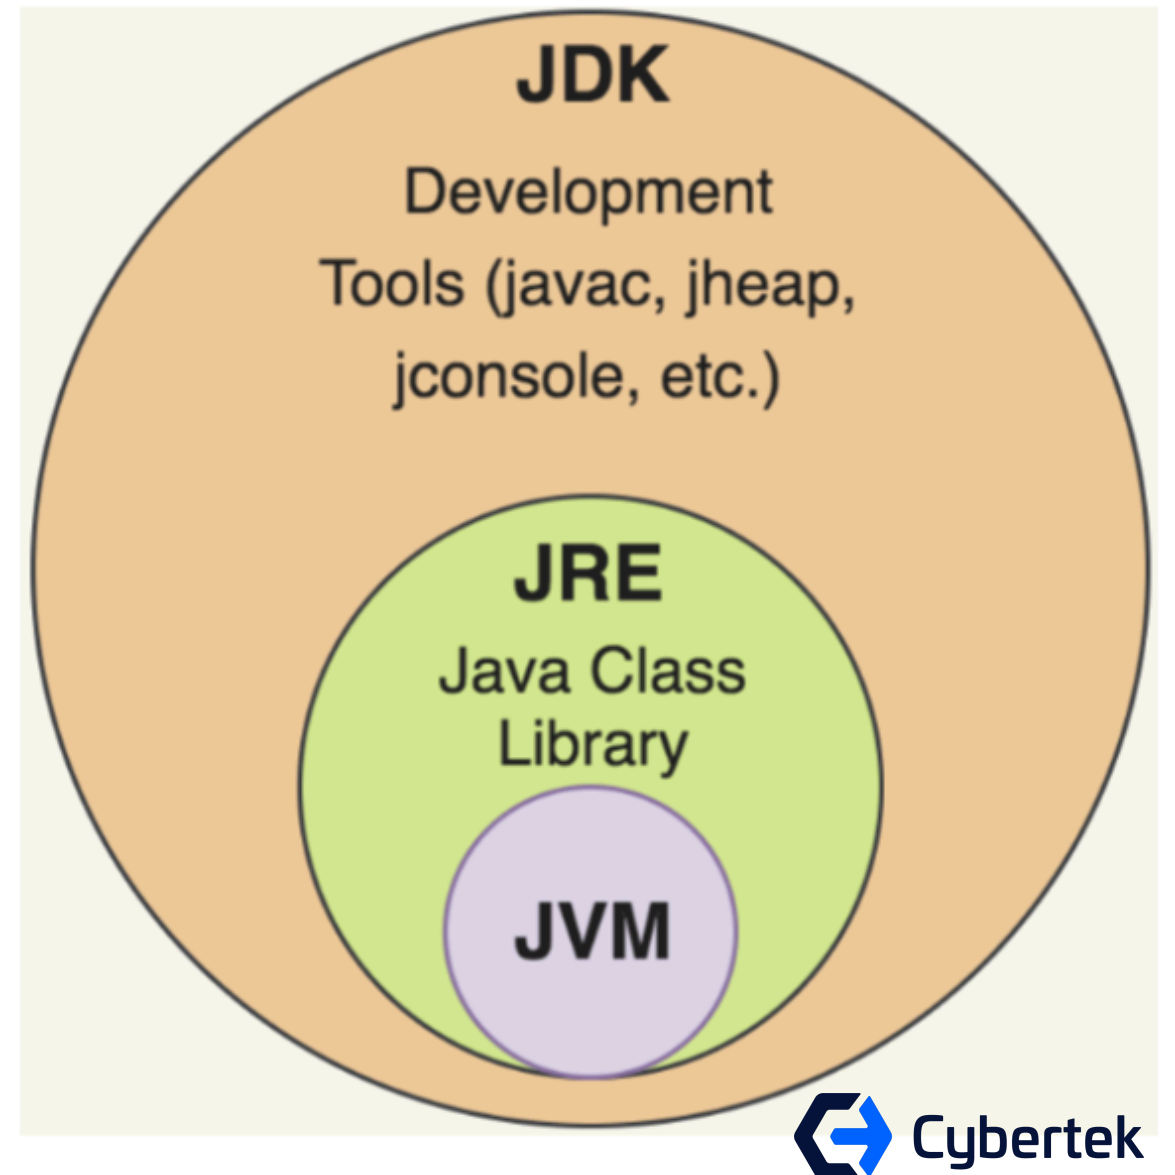 JDK
Development
Tools (javac, jheap,
jconsole, etc.)
JRE
Java Class
Library
JVM
Cybertek